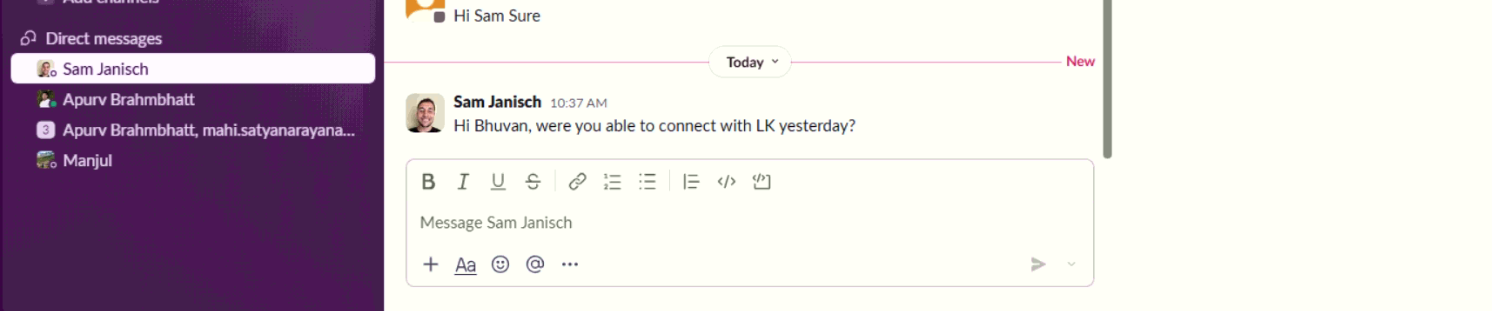 Add channels
Direct messages
Sam Janisch
Apurv Brahmbhatt
3 Apurv Brahmbhatt, mahi.satyanarayana...
Manjul
Hi Sam Sure
Today
New
Sam Janisch 10:37 AM
Hi Bhuvan, were you able to connect with LK yesterday?
B I U S
Message Sam Janisch
+ Aa @ ...